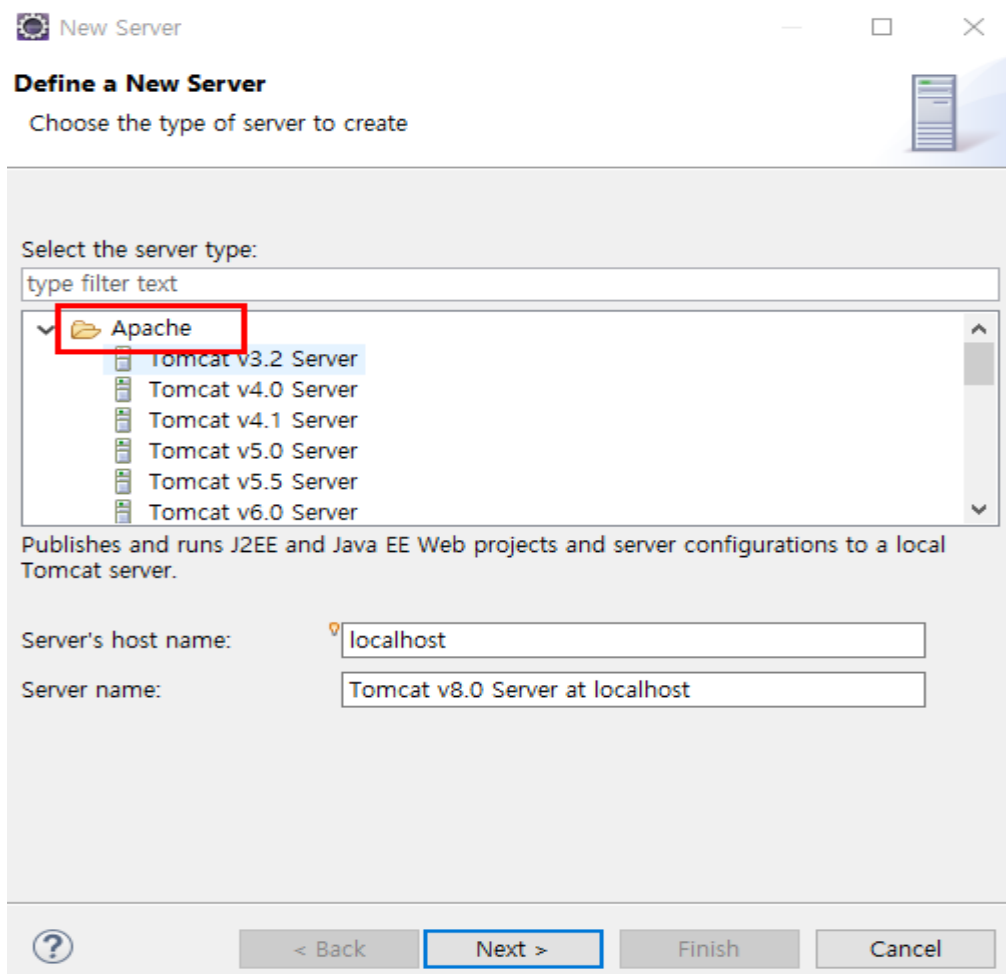 New Server
Define a New Server
Choose the type of server to create
Select the server type:
type filter text
Apache
Tomcat v3.2 Server
Tomcat v4.0 Server
Tomcat v4.1 Server
Tomcat v5.0 Server
Tomcat v5.5 Server
Tomcat v6.0 Server
Publishes and runs J2EE and Java EE Web projects and server configurations to a local
Tomcat server.
Server's host name: localhost
Server name: Tomcat v8.0 Server at localhost
? < Back Next > Finish Cancel